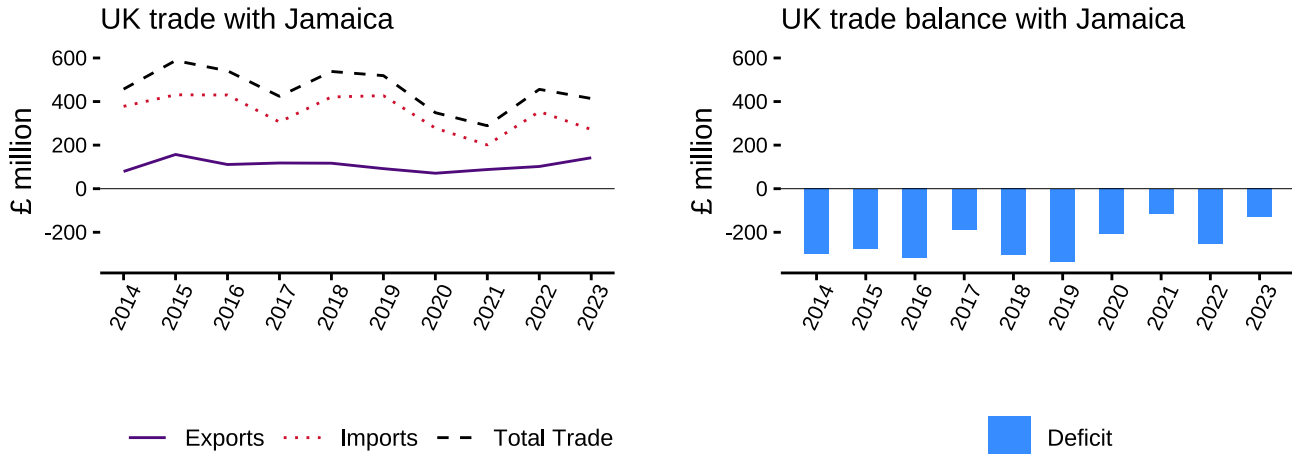 UK trade with Jamaica
£ million
600
400
200
0
-200
2014 2015 2016 2017 2018 2019 2020 2021 2022 2023
Exports Imports Total Trade
UK trade balance with Jamaica
£ million
600
400
200
0
-200
2014 2015 2016 2017 2018 2019 2020 2021 2022 2023
Deficit